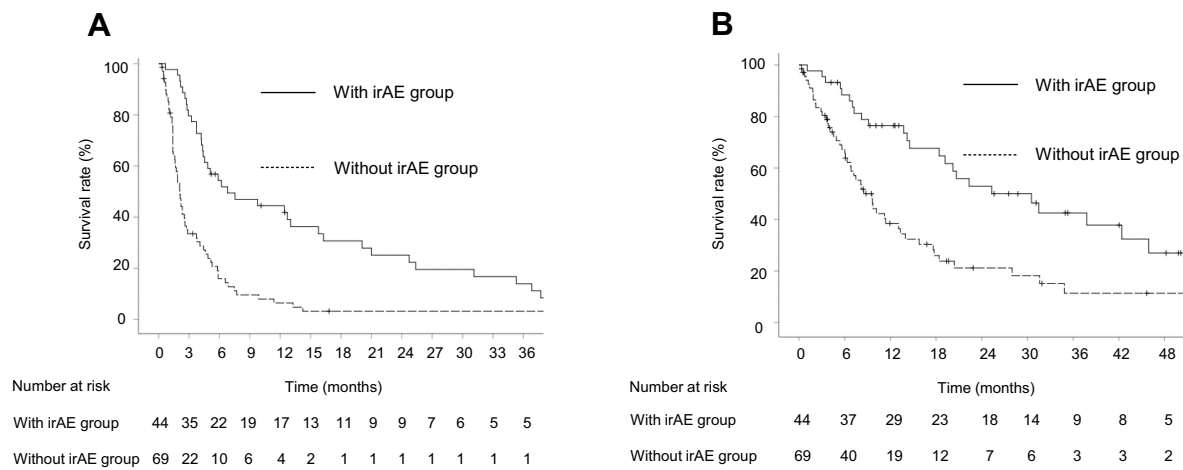 A
Survival rate (%)
100
80
60
40
20
0
With irAE group
Without irAE group
0 3 6 9 12 15 18 21 24 27 30 33 36
Number at risk
Time (months)
With irAE group 44 35 22 19 17 13 11 9 9 7 6 5 5
Without irAE group 69 22 10 6 4 2 1 1 1 1 1 1 1
B
Survival rate (%)
100
80
60
40
20
0
With irAE group
Without irAE group
0 6 12 18 24 30 36 42 48
Number at risk
Time (months)
With irAE group 44 37 29 23 18 14 9 8 5
Without irAE group 69 40 19 12 7 6 3 3 2